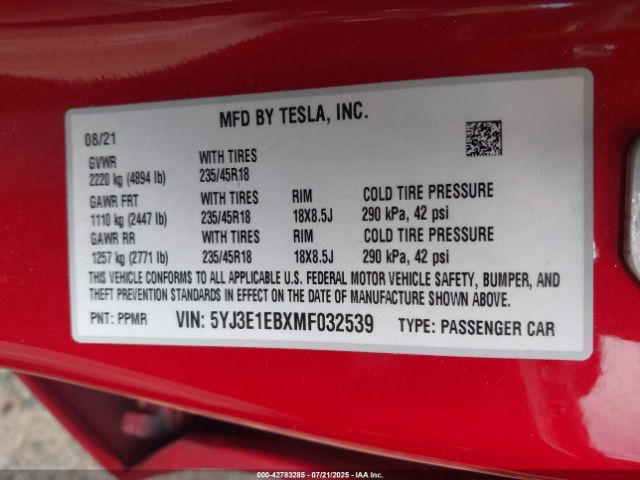 MFD BY TESLA, INC.
08/21
GVWR WITH TIRES
2220 kg (4894 lb) 235/45R18
GAWR FRT WITH TIRES RIM COLD TIRE PRESSURE
1110 kg (2447 lb) 235/45R18 18X8.5J 290 kPa, 42 psi
GAWR RR WITH TIRES RIM COLD TIRE PRESSURE
1257 kg (2771 lb) 235/45R18 18X8.5J 290 kPa, 42 psi
THIS VEHICLE CONFORMS TO ALL APPLICABLE U.S. FEDERAL MOTOR VEHICLE SAFETY, BUMPER, AND
THEFT PREVENTION STANDARDS IN EFFECT ON THE DATE OF MANUFACTURE SHOWN ABOVE.
PNT: PPMR VIN: 5YJ3E1EBXMF032539 TYPE: PASSENGER CAR
000-42783285 - 07/21/2025 - IAA, Inc.